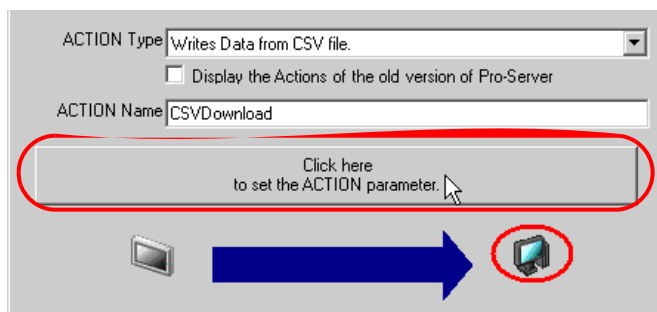 ACTION Type Writes Data from CSV file.
Display the Actions of the old version of Pro-Server
ACTION Name CSVDownload
Click here
to set the ACTION parameter.